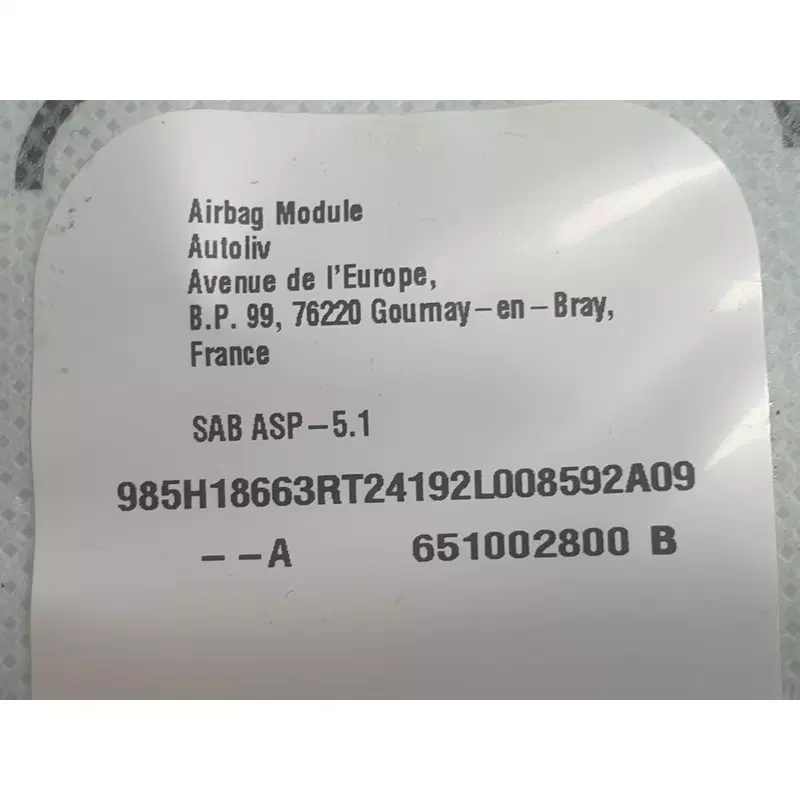 Airbag Module
Autoliv
Avenue de l'Europe,
B.P. 99, 76220 Gournay-en-Bray,
France
SAB ASP-5.1
985H18663RT24192L008592A09
--A 651002800 B